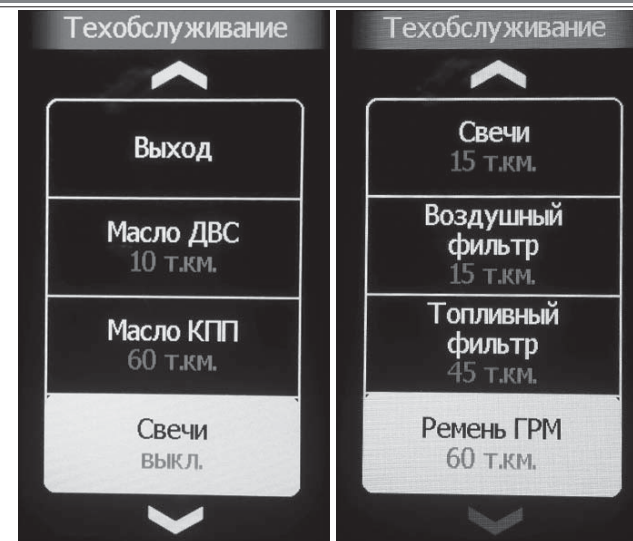 Техобслуживание
Выход
Масло ДВС
10 т.км.
Масло КПП
60 т.км.
Свечи
выкл.
Техобслуживание
Свечи
15 т.км.
Воздушный
фильтр
15 т.км.
Топливный
фильтр
45 т.км.
Ремень ГРМ
60 т.км.